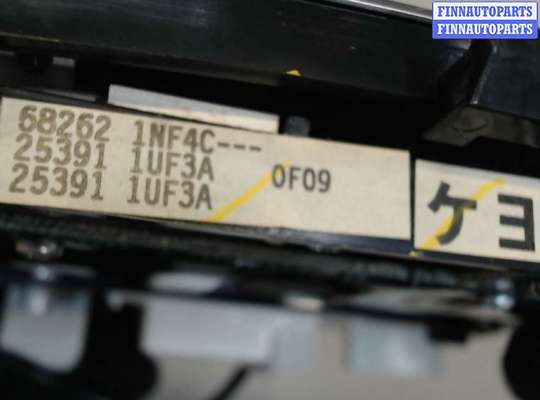 FINNAUTOPARTS
FINNAUTOPARTS
68262 1NF4C---
25391 1UF3A
25391 1UF3A
0F09
ケヨ